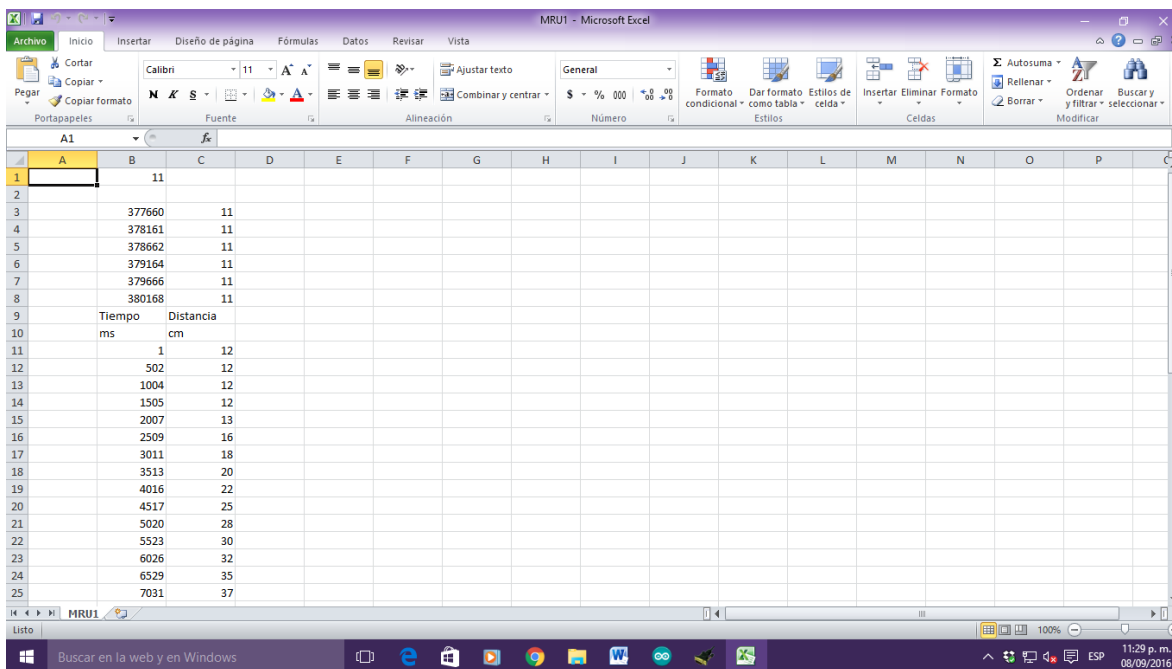 MRU1 - Microsoft Excel
Archivo Inicio Insertar Diseño de página Fórmulas Datos Revisar Vista
Pegar
Cortar
Copiar
Copiar formato
Portapapeles
Calibri 11
N K S
Fuente
Ajustar texto
Combinar y centrar
Alineación
General
$ % 000
Número
Formato condicional
Dar formato como tabla
Estilos de celda
Estilos
Insertar Eliminar Formato
Celdas
Σ Autosuma
Rellenar
Borrar
Ordenar y filtrar
Buscar y seleccionar
Modificar
A1 fx
A B C D E F G H I J K L M N O P
1 11
2
3 377660 11
4 378161 11
5 378662 11
6 379164 11
7 379666 11
8 380168 11
9 Tiempo Distancia
10 ms cm
11 1 12
12 502 12
13 1004 12
14 1505 12
15 2007 13
16 2509 16
17 3011 18
18 3513 20
19 4016 22
20 4517 25
21 5020 28
22 5523 30
23 6026 32
24 6529 35
25 7031 37
MRU1
Listo 100%
Buscar en la web y en Windows
ESP
11:29 p. m.
08/09/2016